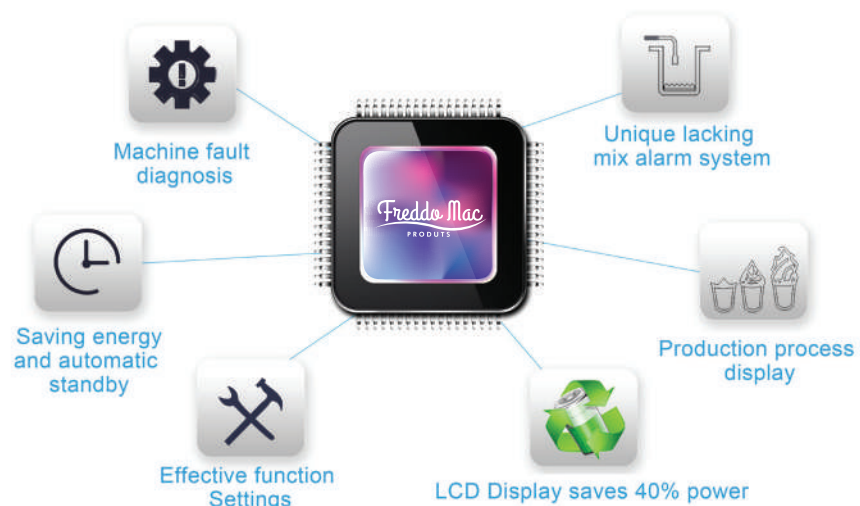 Machine fault
diagnosis
Unique lacking
mix alarm system
Freddo Mac
PRODUTS
Saving energy
and automatic
standby
Production process
display
Effective function
Settings
LCD Display saves 40% power